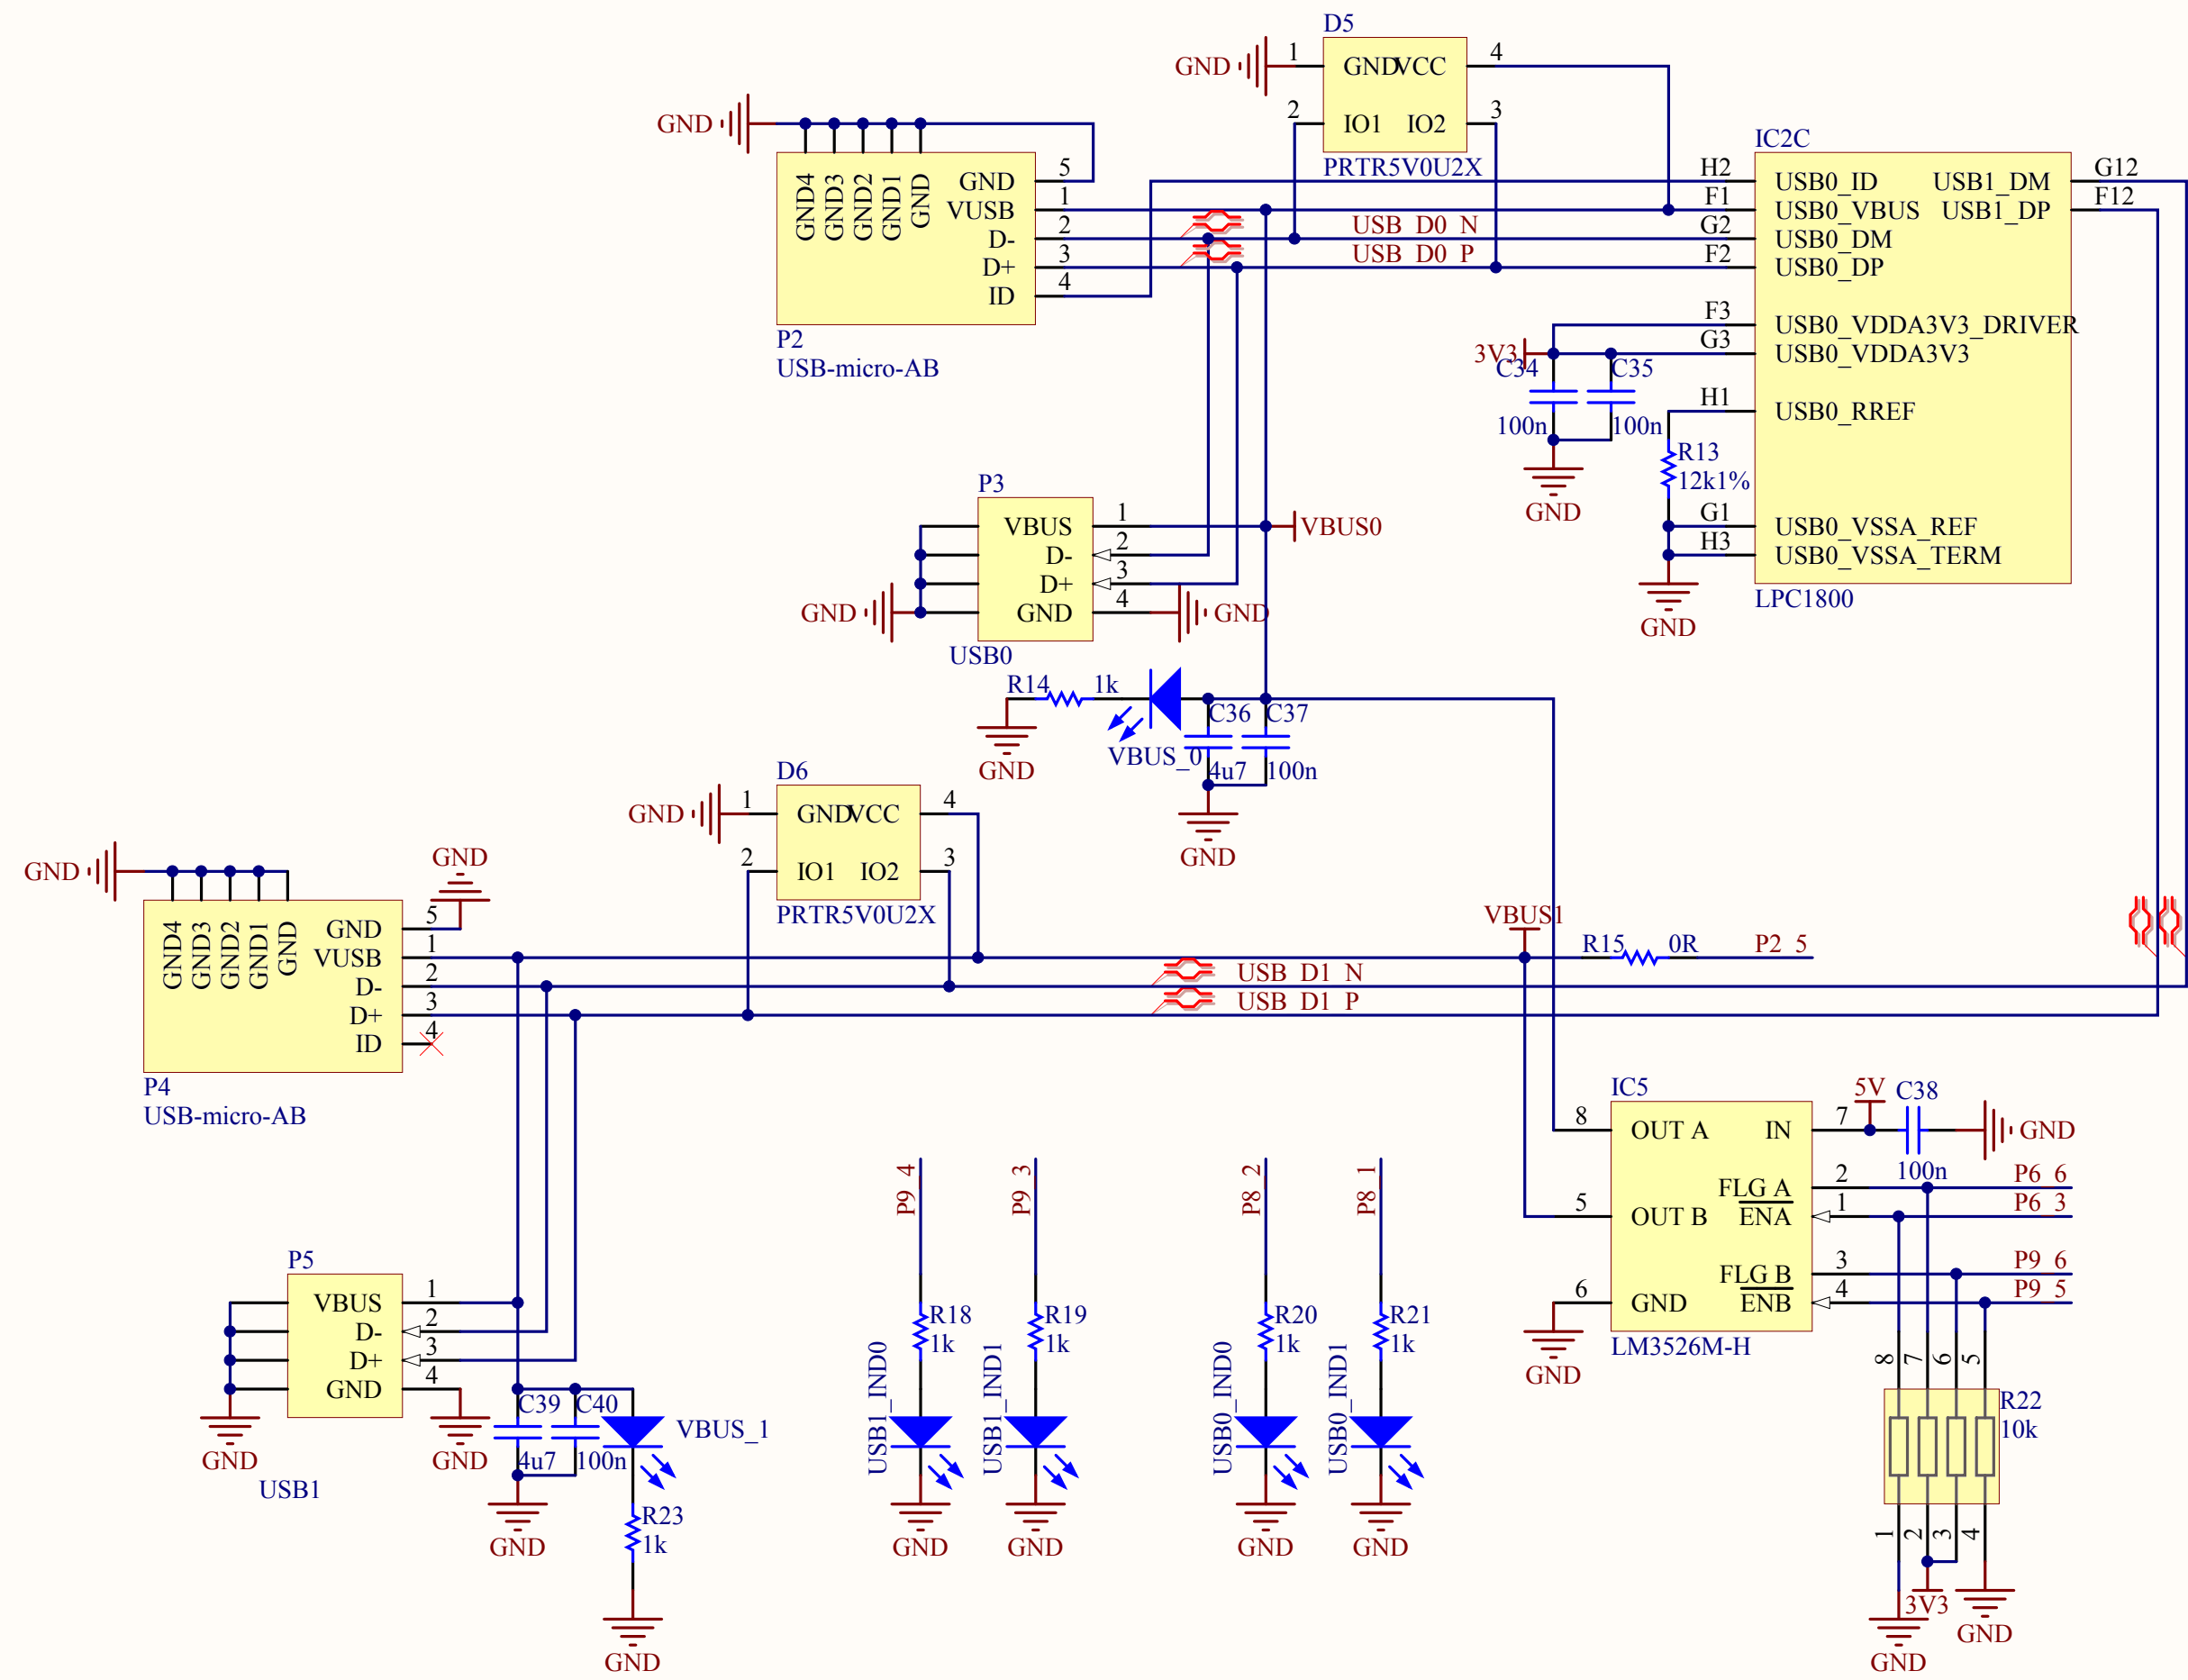 D5
GND
1
GND
VCC
4
2
IO1
IO2
3
PRTR5V0U2X
GND
GND4
GND3
GND2
GND1
GND
GND
5
VUSB
1
D-
2
D+
3
ID
4
P2
USB-micro-AB
USB_D0_N
USB_D0_P
IC2C
H2
USB0_ID
USB1_DM
G12
F1
USB0_VBUS
USB1_DP
F12
G2
USB0_DM
F2
USB0_DP
F3
USB0_VDDA3V3_DRIVER
G3
USB0_VDDA3V3
H1
USB0_RREF
G1
USB0_VSSA_REF
H3
USB0_VSSA_TERM
LPC1800
3V3
C34
C35
100n
100n
GND
R13
12k1%
GND
P3
VBUS
1
D-
2
D+
3
GND
4
USB0
GND
GND
VBUS0
R14
1k
GND
VBUS_0
C36
C37
4u7
100n
GND
D6
GND
1
GND
VCC
4
2
IO1
IO2
3
PRTR5V0U2X
GND
GND4
GND3
GND2
GND1
GND
GND
GND
5
VUSB
1
D-
2
D+
3
ID
4
P4
USB-micro-AB
USB_D1_N
USB_D1_P
VBUS1
R15
0R
P2_5
P5
VBUS
1
D-
2
D+
3
GND
4
USB1
GND
GND
C39
C40
4u7
100n
GND
VBUS_1
R23
1k
GND
P9_4
R18
1k
USB1_IND0
GND
P9_3
R19
1k
USB1_IND1
GND
P8_2
R20
1k
USB0_IND0
GND
P8_1
R21
1k
USB0_IND1
GND
IC5
8
OUT A
IN
7
5V
C38
100n
GND
FLG A
2
P6_6
5
OUT B
ENA
1
P6_3
FLG B
3
P9_6
6
GND
ENB
4
P9_5
LM3526M-H
GND
8
7
6
5
R22
10k
1
2
3
4
3V3
GND
GND